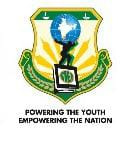 POWERING THE YOUTH
EMPOWERING THE NATION